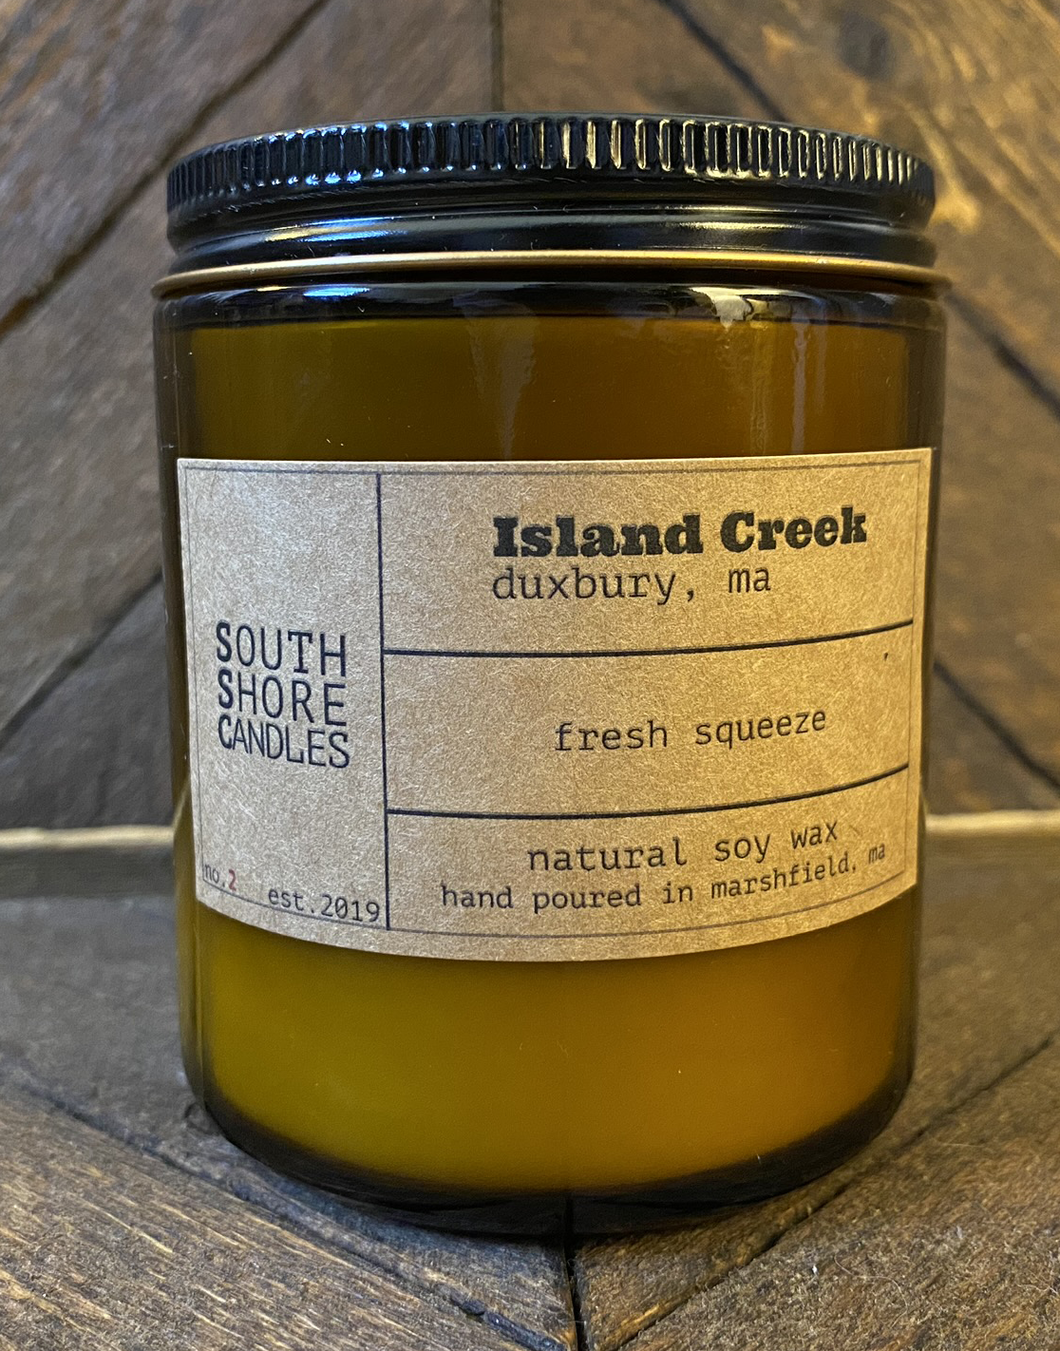 SOUTH
SHORE
CANDLES
no.2 est.2019
Island Creek
duxbury, ma
fresh squeeze
natural soy wax
hand poured in marshfield, ma